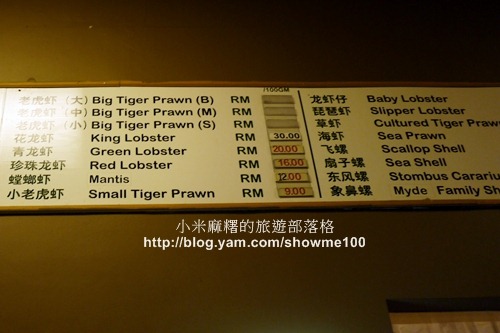 /100GM
老虎虾 (大) Big Tiger Prawn (B) RM
老虎虾 (中) Big Tiger Prawn (M) RM
老虎虾 (小) Big Tiger Prawn (S) RM
花龙虾 King Lobster RM 30.00
青龙虾 Green Lobster RM 20.00
珍珠龙虾 Red Lobster RM 16.00
螳螂虾 Mantis RM 12.00
小老虎虾 Small Tiger Prawn RM 9.00
龙虾仔 Baby Lobster
琵琶虾 Slipper Lobster
草虾 Cultured Tiger Praw
海虾 Sea Prawn
飞螺 Scallop Shell
扇子螺 Sea Shell
东风螺 Stombus Cararium
象鼻螺 Myde Family Sh
小米麻糬的旅遊部落格
http://blog.yam.com/showme100